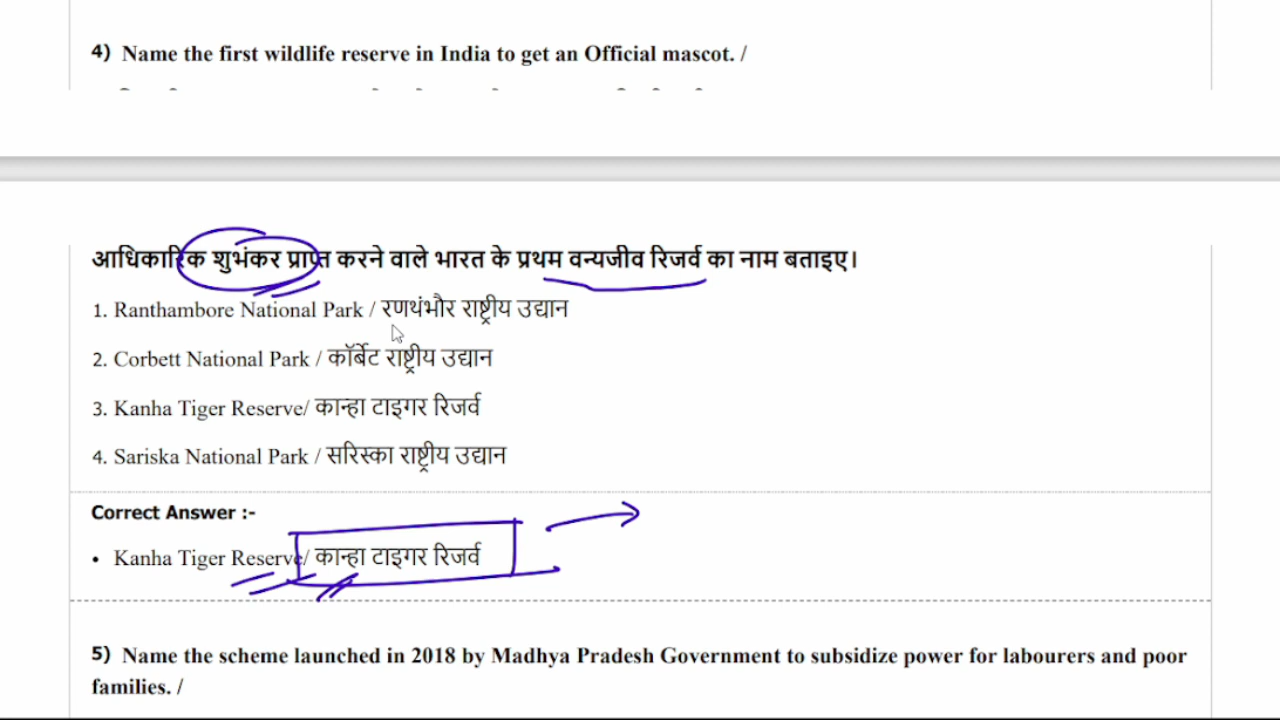 4) Name the first wildlife reserve in India to get an Official mascot. /
आधिकारिक शुभंकर प्राप्त करने वाले भारत के प्रथम वन्यजीव रिजर्व का नाम बताइए।
1. Ranthambore National Park / रणथंभौर राष्ट्रीय उद्यान
2. Corbett National Park / कॉर्बेट राष्ट्रीय उद्यान
3. Kanha Tiger Reserve/ कान्हा टाइगर रिजर्व
4. Sariska National Park / सरिस्का राष्ट्रीय उद्यान
Correct Answer :-
• Kanha Tiger Reserve/ कान्हा टाइगर रिजर्व
5) Name the scheme launched in 2018 by Madhya Pradesh Government to subsidize power for labourers and poor
families. /